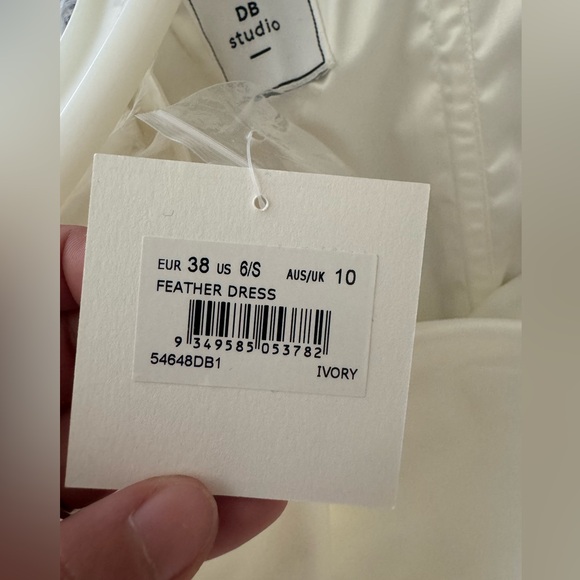 DB
studio
EUR 38 US 6/S AUS/UK 10
FEATHER DRESS
9 349585 053782
54648DB1 IVORY